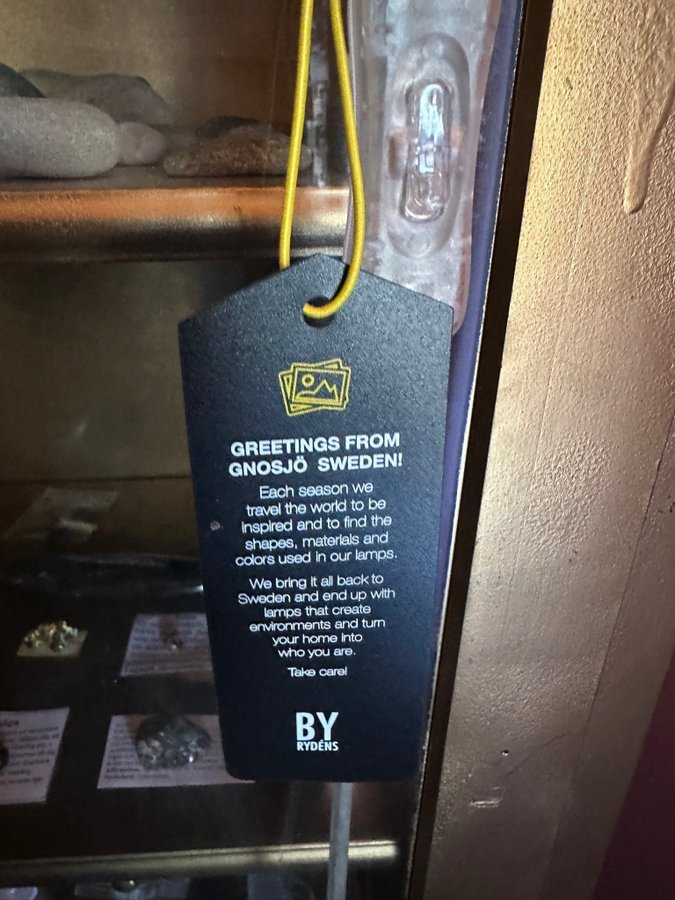 GREETINGS FROM
GNOSJÖ SWEDEN!
Each season we
travel the world to be
inspired and to find the
shapes, materials and
colors used in our lamps.
We bring it all back to
Sweden and end up with
lamps that create
environments and turn
your home into
who you are.
Take care!
BY
RYDÉNS